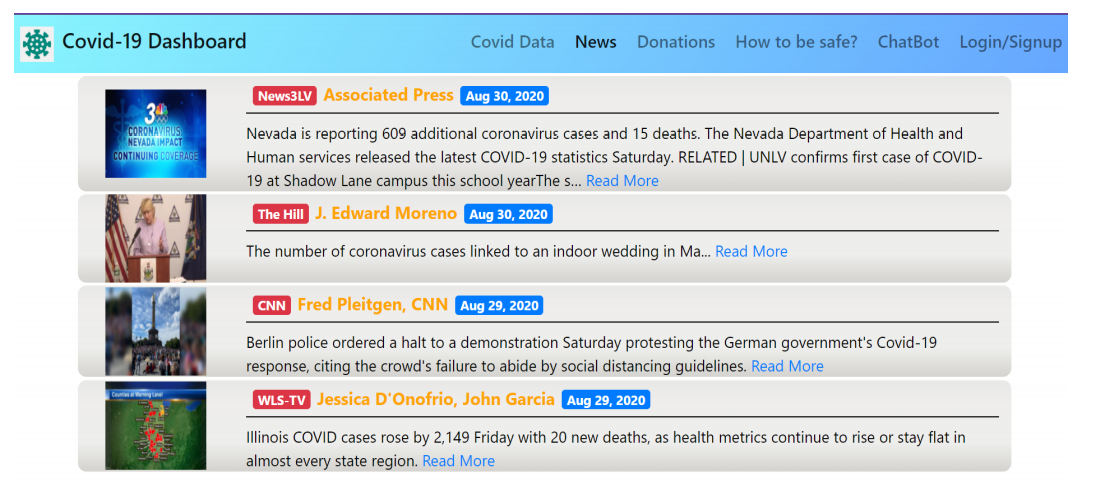 Covid-19 Dashboard
Covid Data News Donations How to be safe? ChatBot Login/Signup
3
CORONAVIRUS
NEVADA IMPACT
CONTINUING COVERAGE
News3LV Associated Press Aug 30, 2020
Nevada is reporting 609 additional coronavirus cases and 15 deaths. The Nevada Department of Health and
Human services released the latest COVID-19 statistics Saturday. RELATED | UNLV confirms first case of COVID-
19 at Shadow Lane campus this school yearThe s... Read More
The Hill J. Edward Moreno Aug 30, 2020
The number of coronavirus cases linked to an indoor wedding in Ma... Read More
CNN Fred Pleitgen, CNN Aug 29, 2020
Berlin police ordered a halt to a demonstration Saturday protesting the German government's Covid-19
response, citing the crowd's failure to abide by social distancing guidelines. Read More
Counties at Warning Level
WLS-TV Jessica D'Onofrio, John Garcia Aug 29, 2020
Illinois COVID cases rose by 2,149 Friday with 20 new deaths, as health metrics continue to rise or stay flat in
almost every state region. Read More